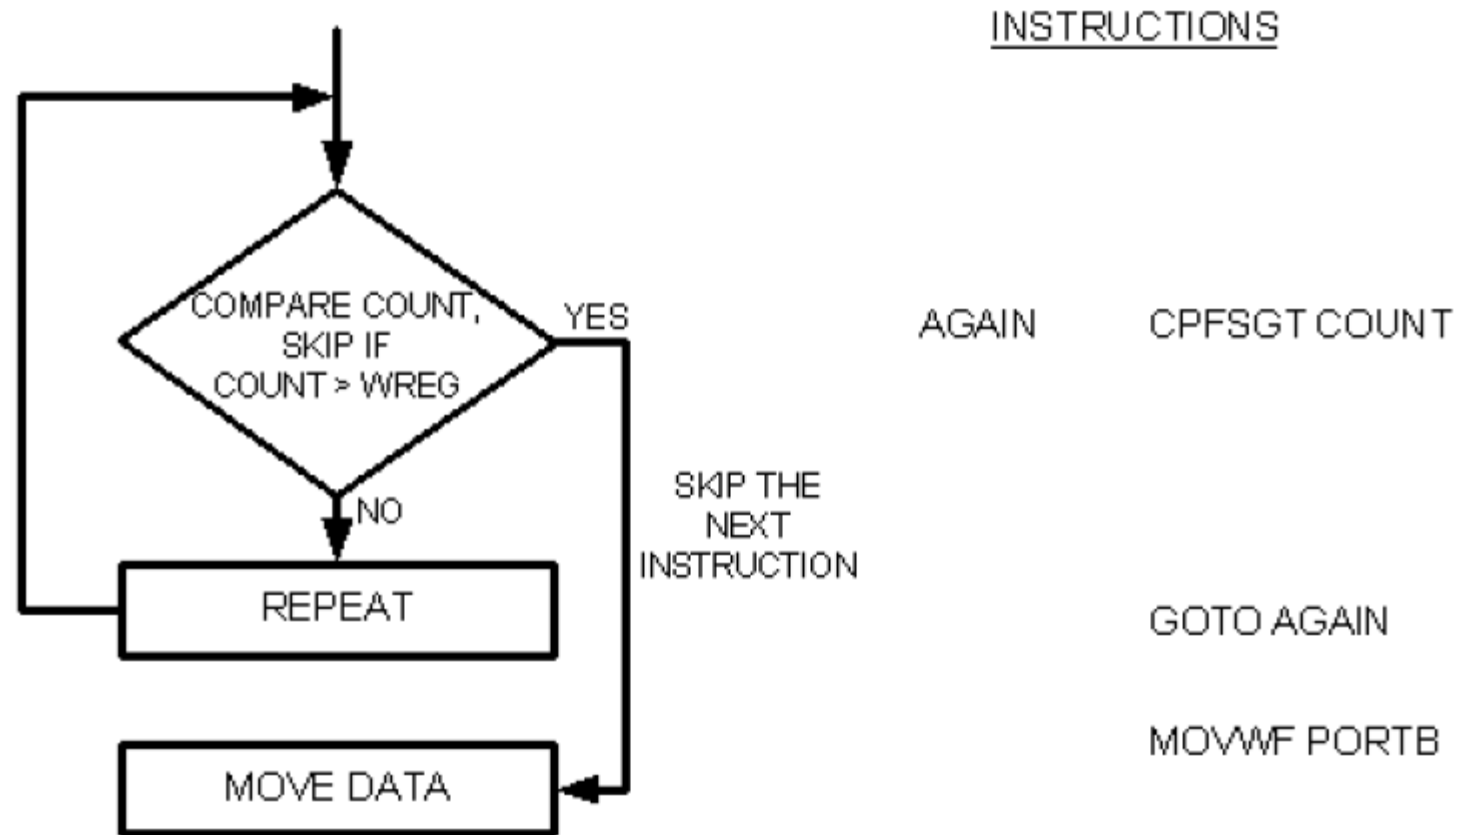 INSTRUCTIONS
COMPARE COUNT,
SKIP IF
COUNT > WREG
YES
AGAIN CPFSGT COUNT
SKIP THE
NEXT
INSTRUCTION
NO
REPEAT
GOTO AGAIN
MOVE DATA
MOVWF PORTB